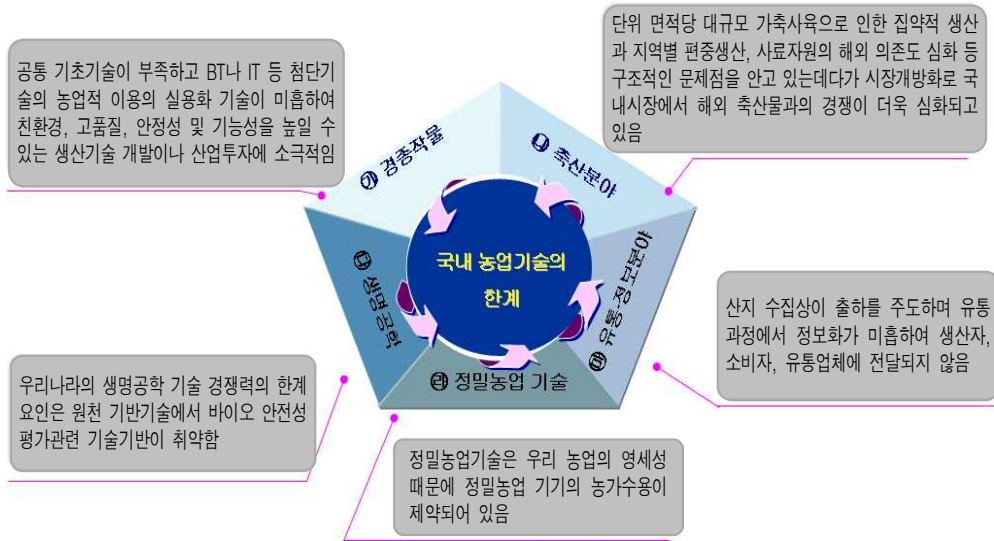 공통 기초기술이 부족하고 BT나 IT 등 첨단기
술의 농업적 이용의 실용화 기술이 미흡하여
친환경, 고품질, 안정성 및 기능성을 높일 수
있는 생산기술 개발이나 산업투자에 소극적임
단위 면적당 대규모 가축사육으로 인한 집약적 생산
과 지역별 편중생산, 사료자원의 해외 의존도 심화 등
구조적인 문제점을 안고 있는데다가 시장개방화로 국
내시장에서 해외 축산물과의 경쟁이 더욱 심화되고
있음
㉮ 경종작물
㉯ 축산분야
국내 농업기술의
한계
㉰ 생명공학
㉱ 정밀농업 기술
㉲ 유통·정보분야
산지 수집상이 출하를 주도하며 유통
과정에서 정보화가 미흡하여 생산자,
소비자, 유통업체에 전달되지 않음
우리나라의 생명공학 기술 경쟁력의 한계
요인은 원천 기반기술에서 바이오 안전성
평가관련 기술기반이 취약함
정밀농업기술은 우리 농업의 영세성
때문에 정밀농업 기기의 농가수용이
제약되어 있음